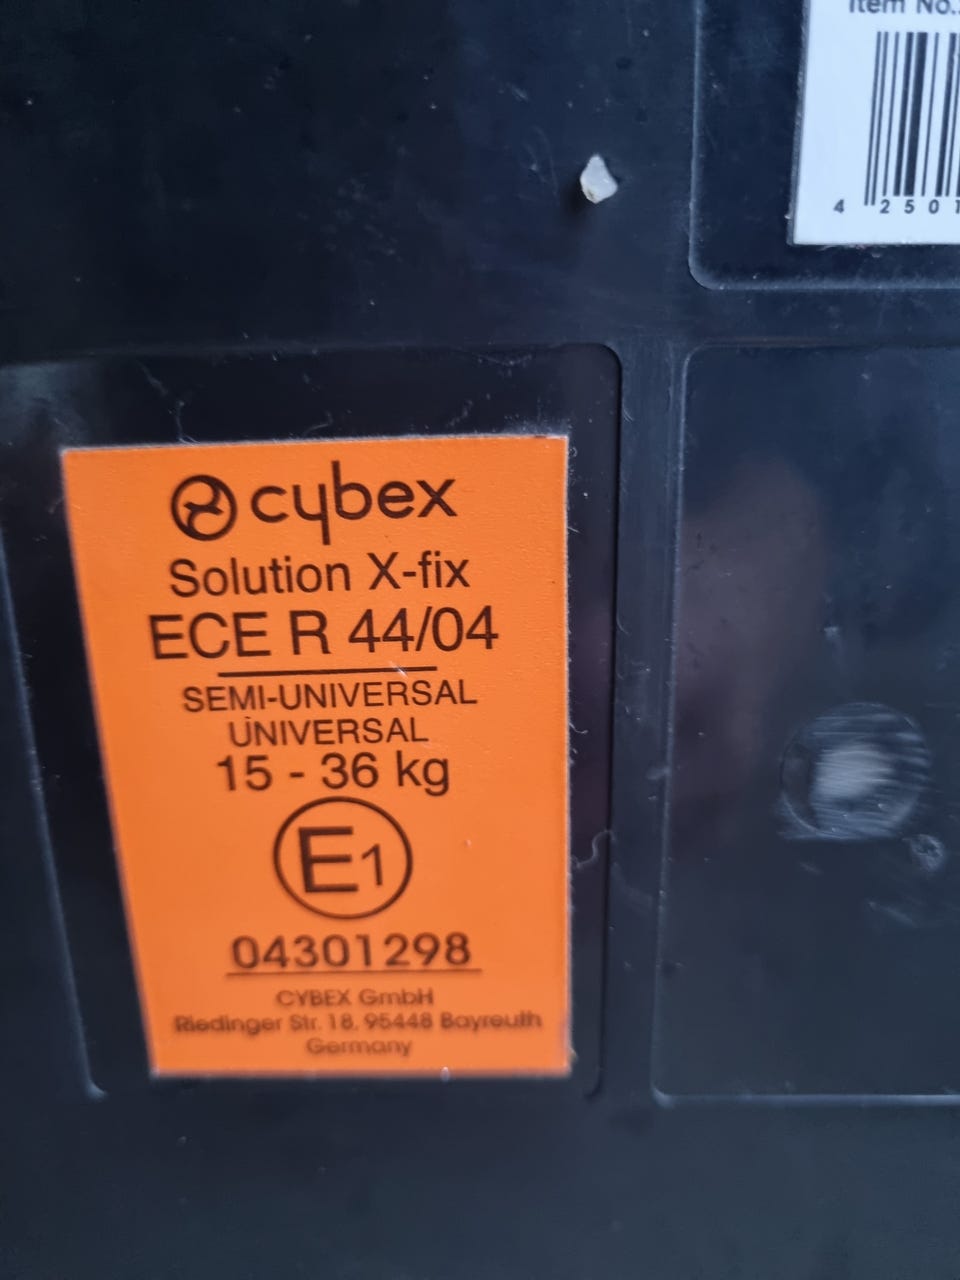 Item No.
4 2501
cybex
Solution X-fix
ECE R 44/04
SEMI-UNIVERSAL
UNIVERSAL
15 - 36 kg
E1
04301298
CYBEX GmbH
Riedinger Str. 18, 95448 Bayreuth
Germany